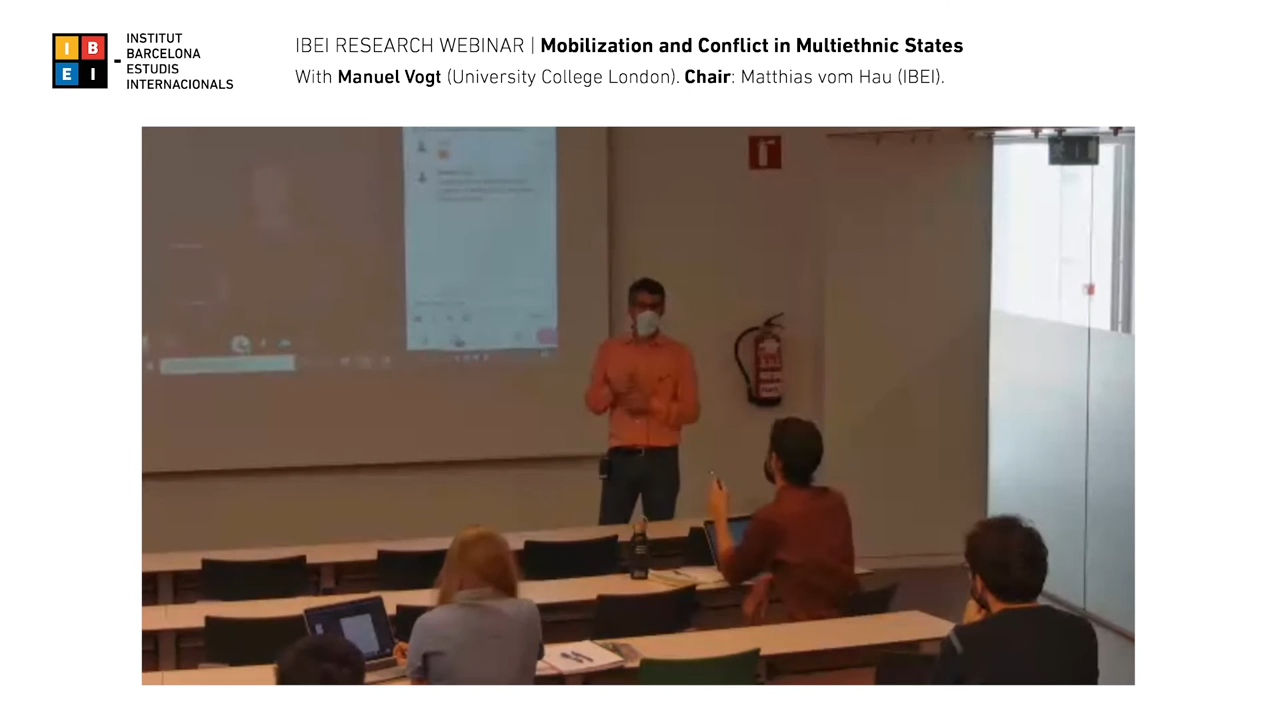 I B
E I
INSTITUT
BARCELONA
ESTUDIS
INTERNACIONALS
IBEI RESEARCH WEBINAR | Mobilization and Conflict in Multiethnic States
With Manuel Vogt (University College London). Chair: Matthias vom Hau (IBEI).